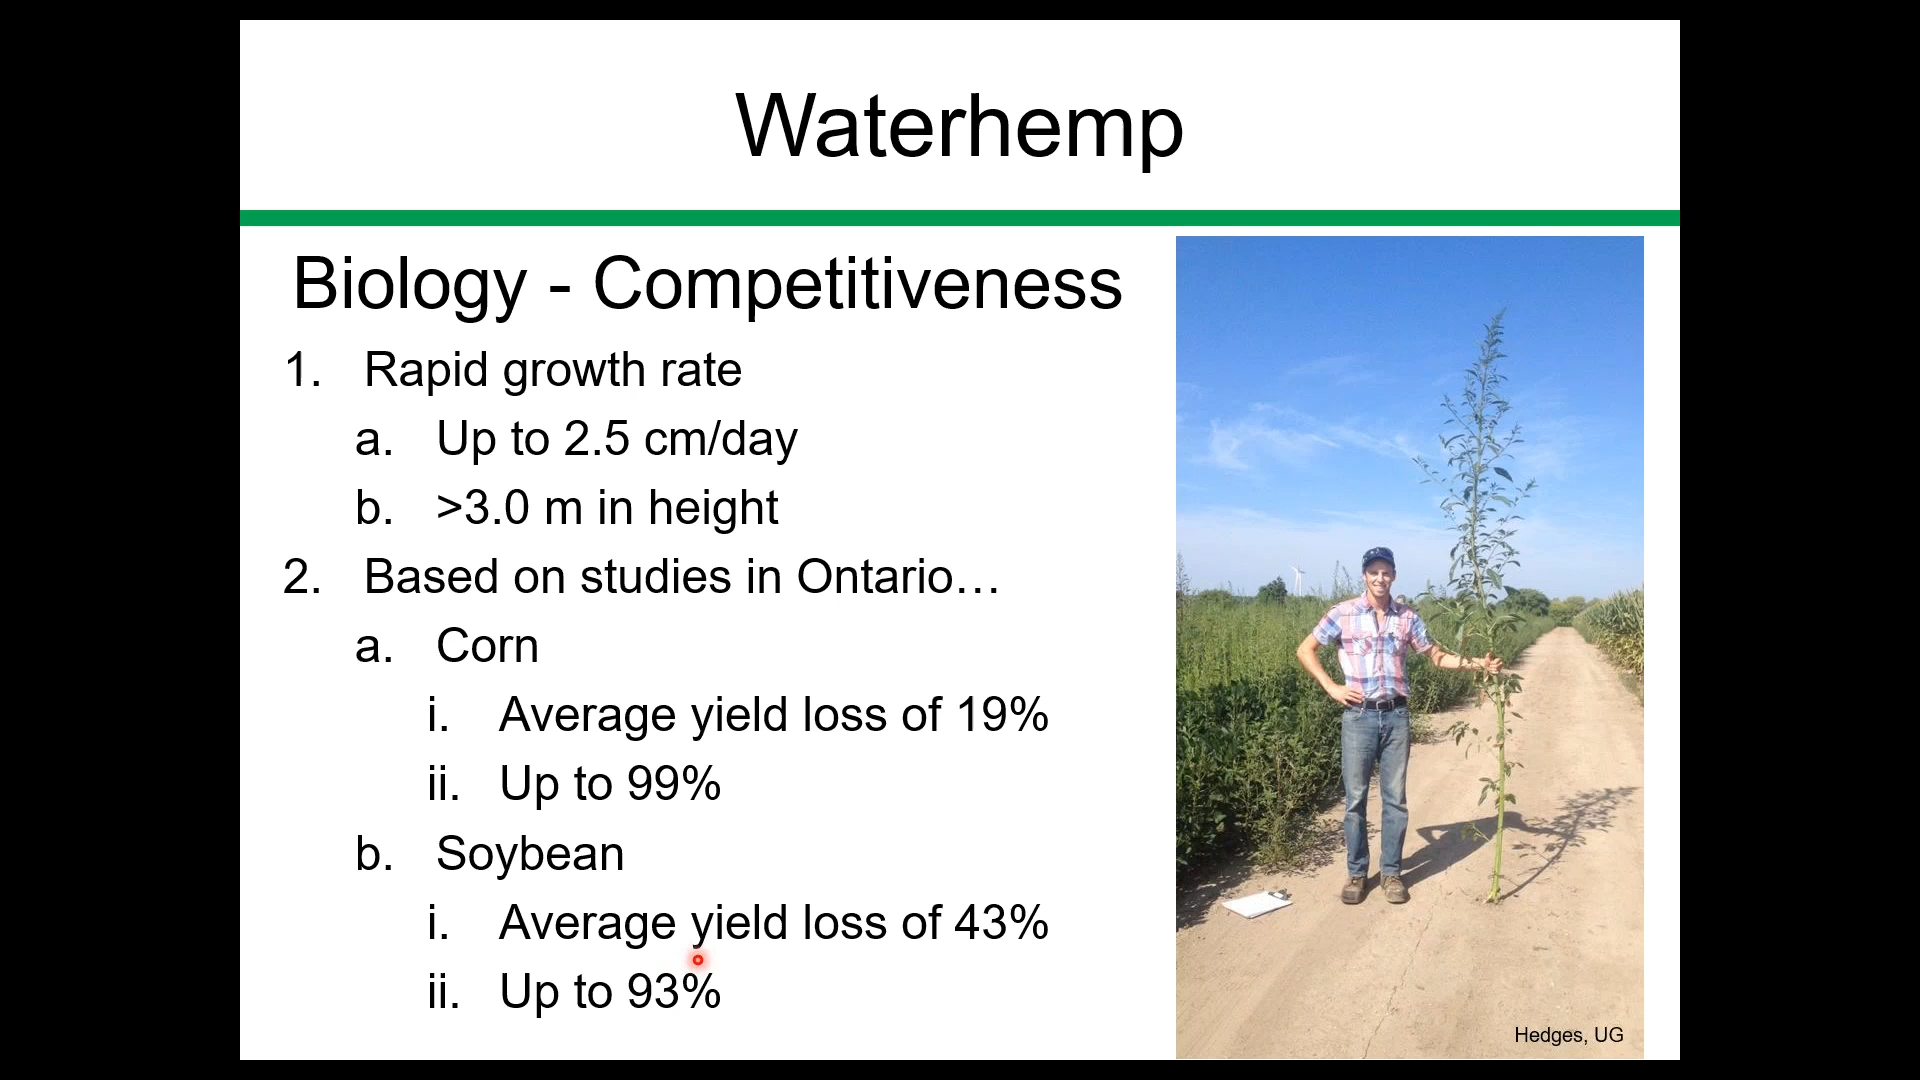 Waterhemp
Biology - Competitiveness
1. Rapid growth rate
a. Up to 2.5 cm/day
b. >3.0 m in height
2. Based on studies in Ontario…
a. Corn
i. Average yield loss of 19%
ii. Up to 99%
b. Soybean
i. Average yield loss of 43%
ii. Up to 93%
Hedges, UG